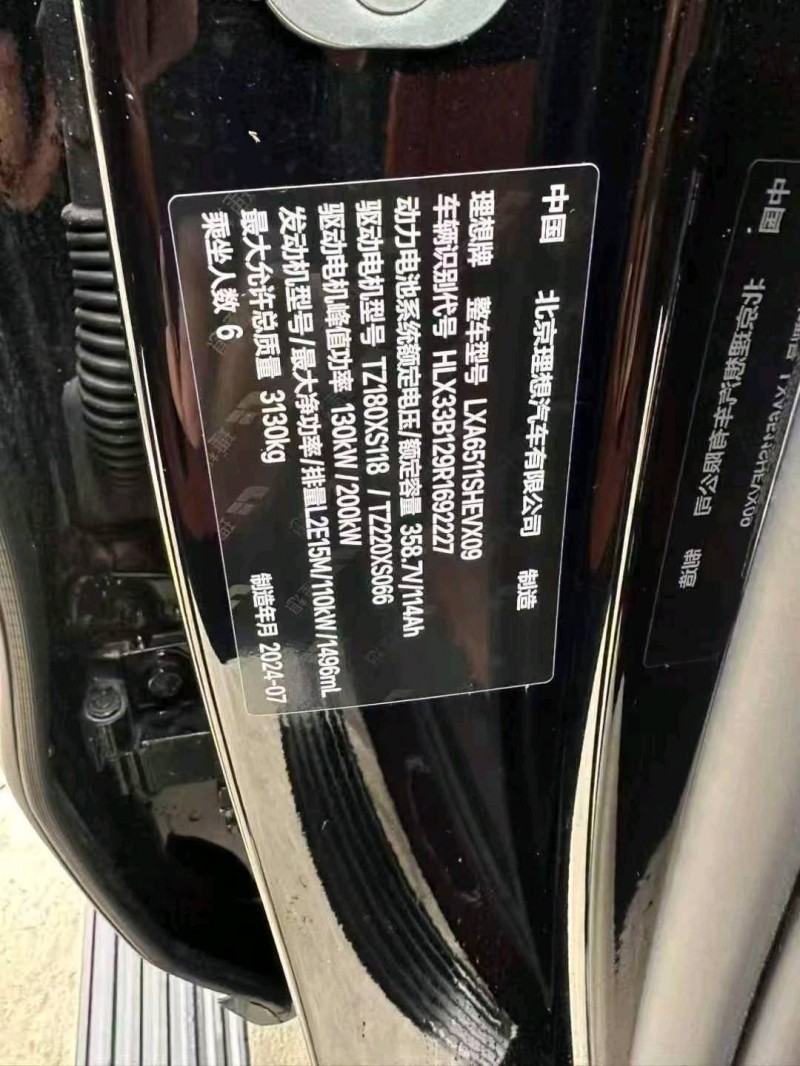 中国 北京理想汽车有限公司 制造
理想牌 整车型号 LXA6511SHEVX09
车辆识别代号 HLX33B129R1692227
动力电池系统额定电压/额定容量 358.7V/114Ah
驱动电机型号 TZ180XS118 /TZ220XS066
驱动电机峰值功率 130kW/200kW
发动机型号/最大净功率/排量L2E15M/110kW/1496mL
最大允许总质量 3130kg
乘坐人数 6 制造年月 2024-07